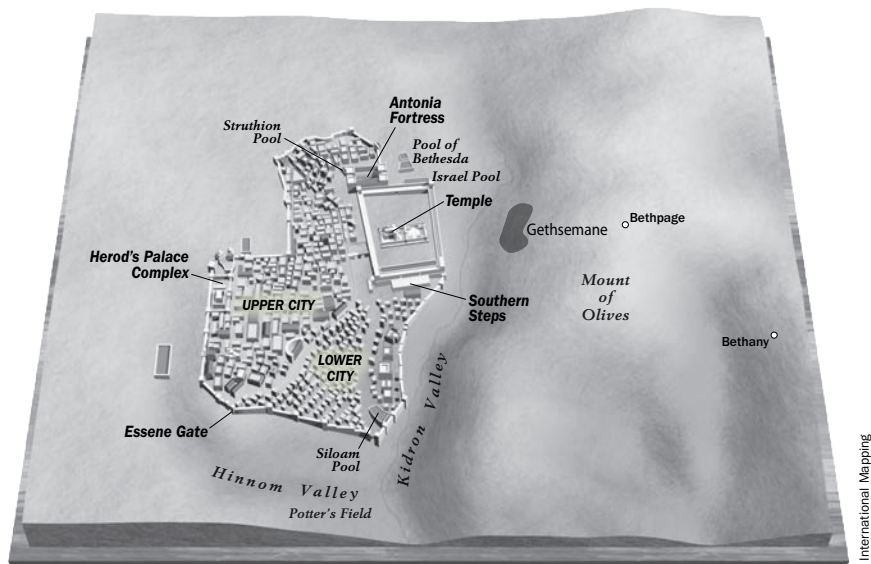 Antonia
Fortress
Struthion
Pool
Pool of
Bethesda
Israel Pool
Temple
Gethsemane
Bethpage
Herod's Palace
Complex
Mount
of
Olives
UPPER CITY
Southern
Steps
Bethany
LOWER
CITY
Kidron Valley
Essene Gate
Siloam
Pool
Hinnom Valley
Potter's Field
International Mapping